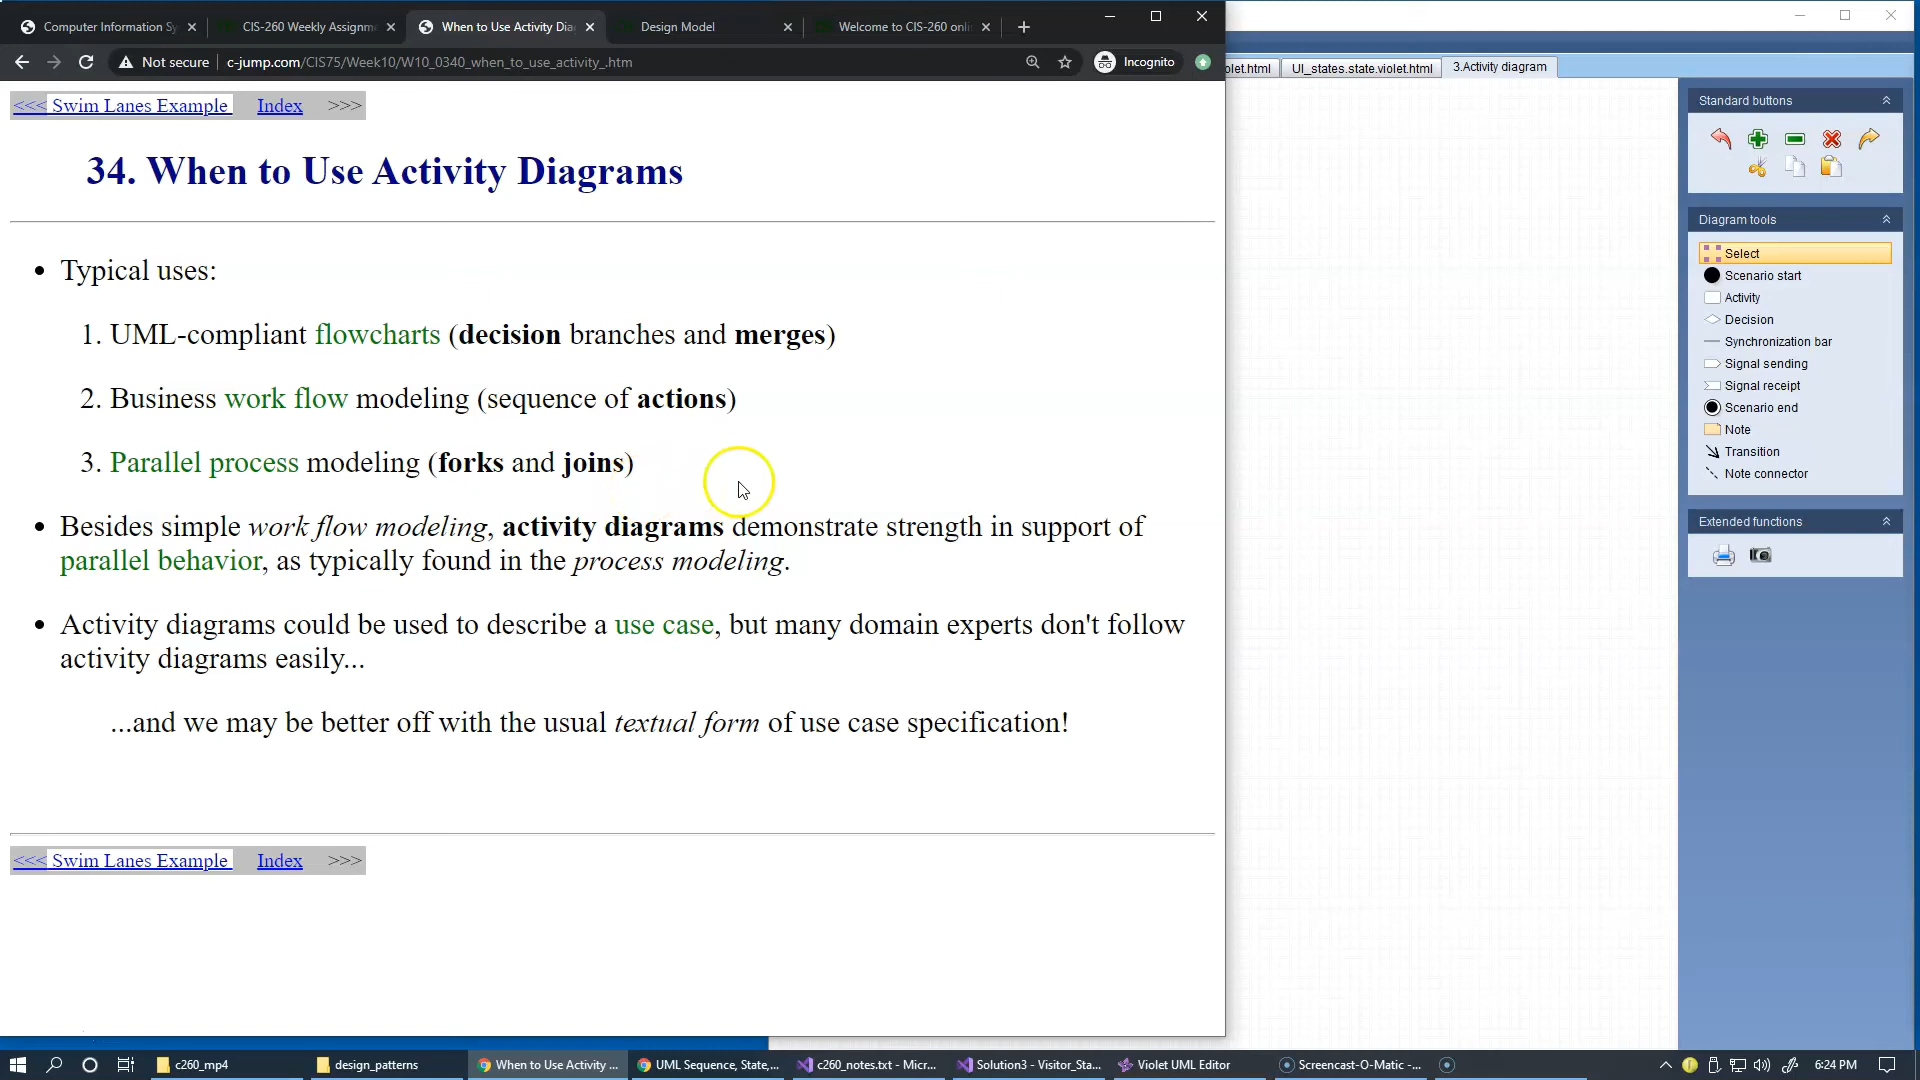 Computer Information Sy
CIS-260 Weekly Assignme
When to Use Activity Dia
Design Model
Welcome to CIS-260 onli
Not secure
c-jump.com/CIS75/Week10/W10_0340_when_to_use_activity_.htm
Incognito
<<< Swim Lanes Example Index >>>
34. When to Use Activity Diagrams
• Typical uses:
1. UML-compliant flowcharts (decision branches and merges)
2. Business work flow modeling (sequence of actions)
3. Parallel process modeling (forks and joins)
• Besides simple work flow modeling, activity diagrams demonstrate strength in support of
parallel behavior, as typically found in the process modeling.
• Activity diagrams could be used to describe a use case, but many domain experts don't follow
activity diagrams easily...
...and we may be better off with the usual textual form of use case specification!
<<< Swim Lanes Example Index >>>
olet.html
UI_states.state.violet.html
3.Activity diagram
Standard buttons
Diagram tools
Select
Scenario start
Activity
Decision
Synchronization bar
Signal sending
Signal receipt
Scenario end
Note
Transition
Note connector
Extended functions
c260_mp4
design_patterns
When to Use Activity ...
UML Sequence, State,...
c260_notes.txt - Micr...
Solution3 - Visitor_Sta...
Violet UML Editor
Screencast-O-Matic -...
6:24 PM